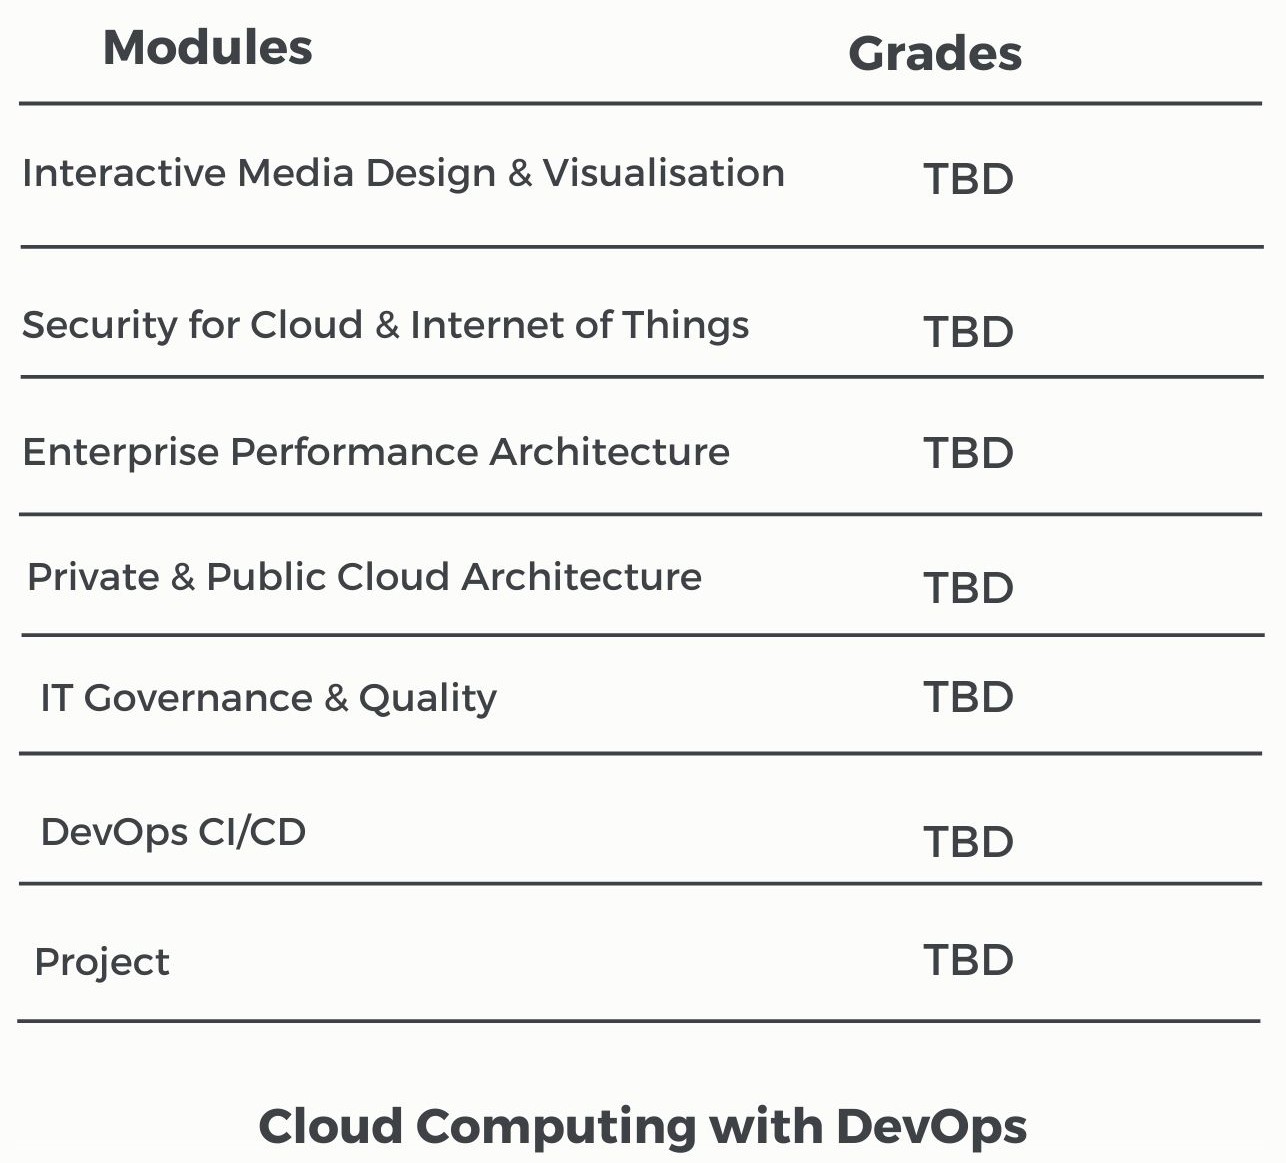 Modules Grades
Interactive Media Design & Visualisation TBD
Security for Cloud & Internet of Things TBD
Enterprise Performance Architecture TBD
Private & Public Cloud Architecture TBD
IT Governance & Quality TBD
DevOps CI/CD TBD
Project TBD
Cloud Computing with DevOps